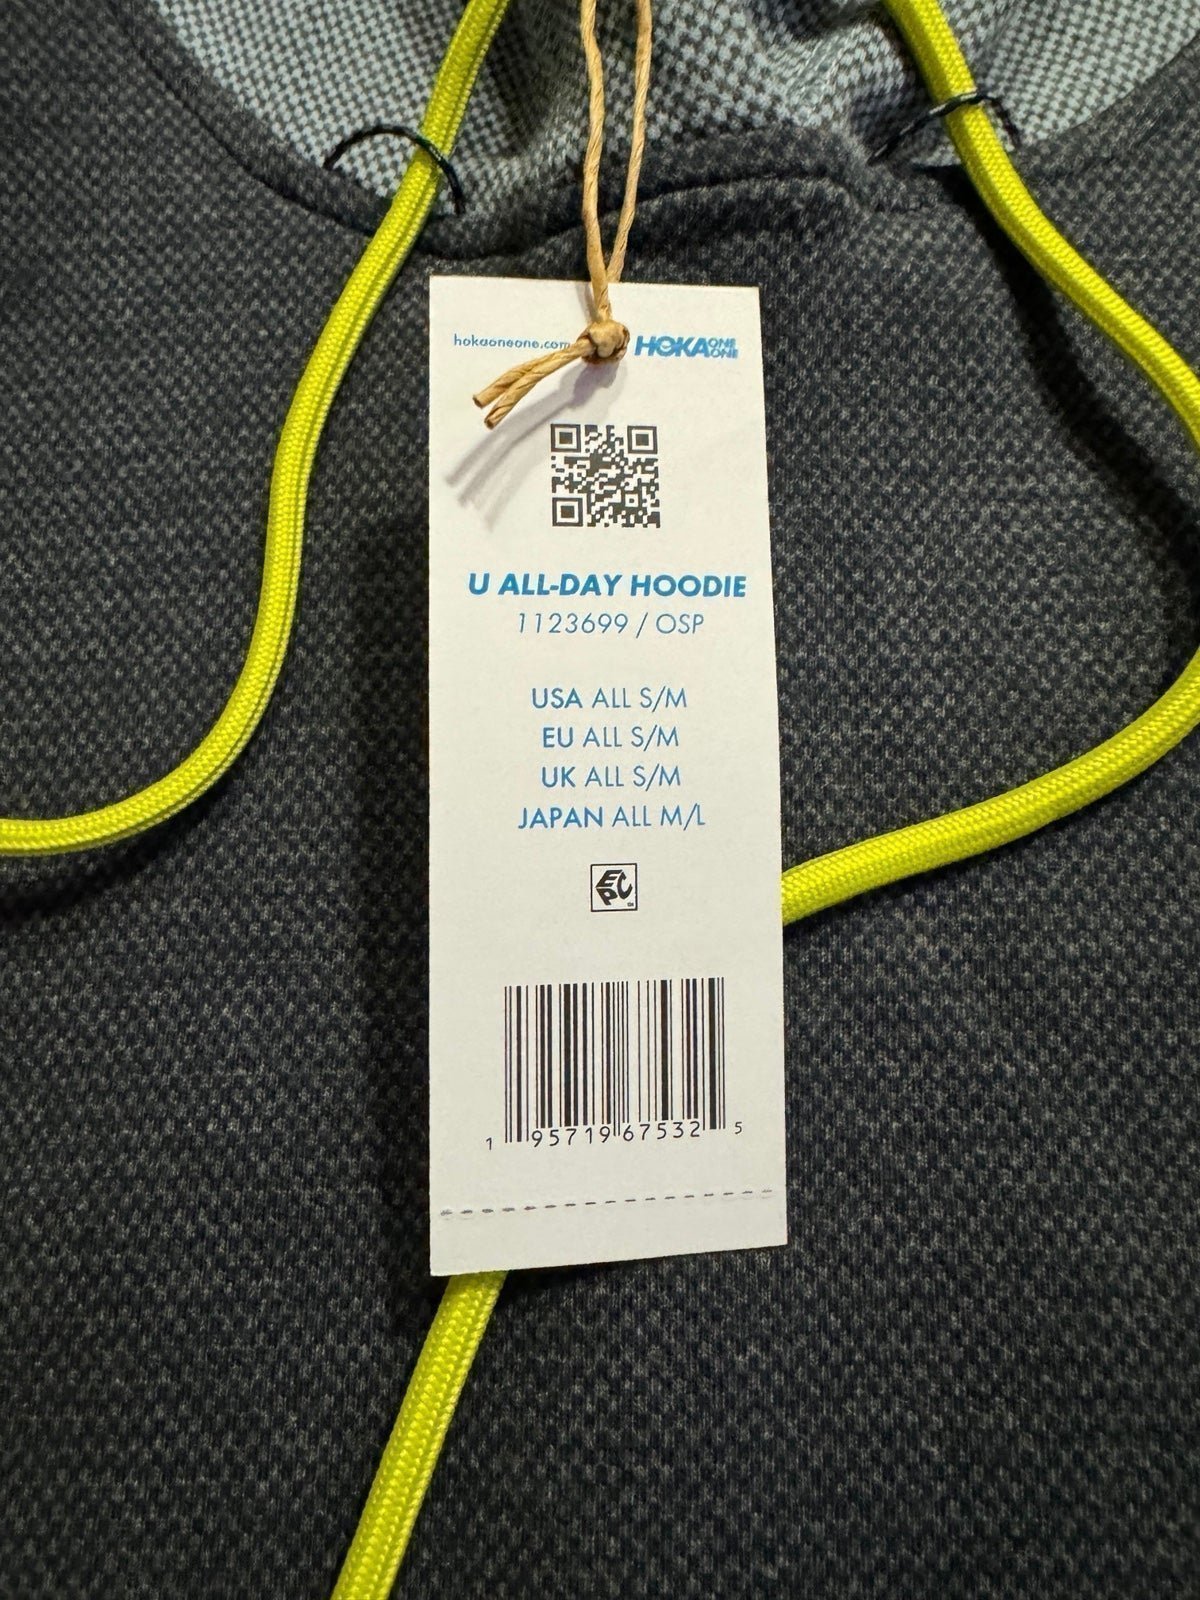 hokaoneone.com HOKA ONE ONE
U ALL-DAY HOODIE
1123699 / OSP
USA ALL S/M
EU ALL S/M
UK ALL S/M
JAPAN ALL M/L
EPC
1 95719 67532 5